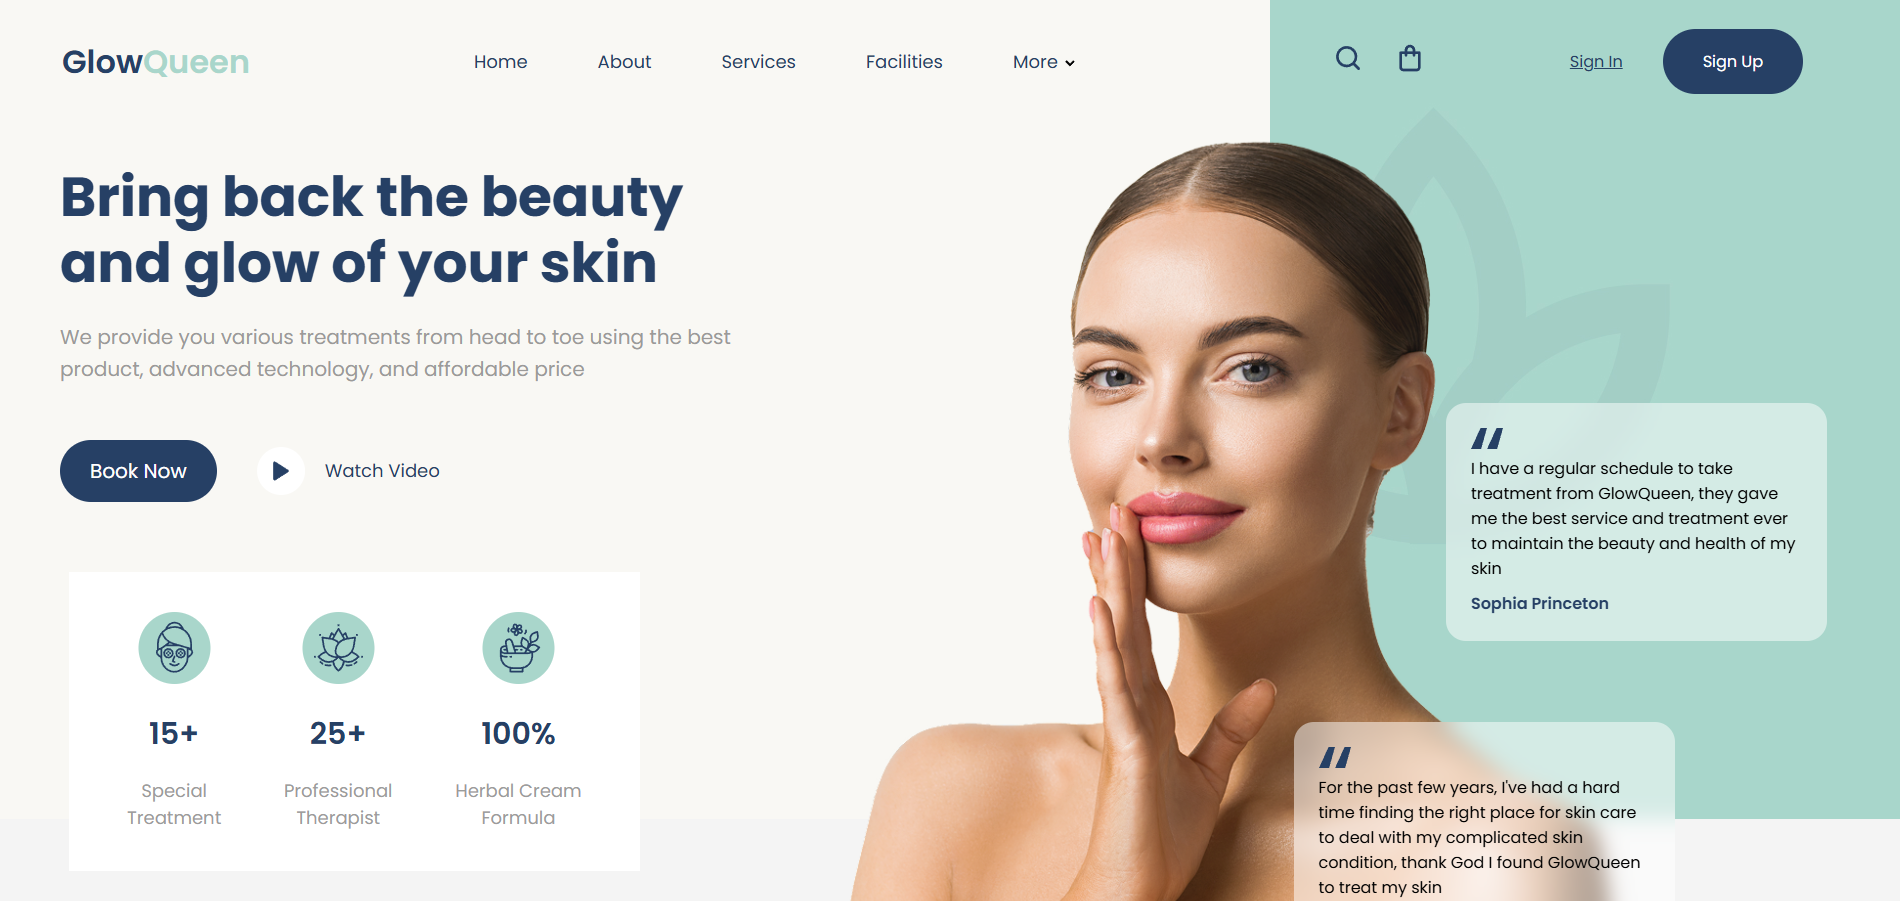 GlowQueen
Home
About
Services
Facilities
More
Sign In
Sign Up
Bring back the beauty
and glow of your skin
We provide you various treatments from head to toe using the best
product, advanced technology, and affordable price
Book Now
Watch Video
15+
Special
Treatment
25+
Professional
Therapist
100%
Herbal Cream
Formula
I have a regular schedule to take
treatment from GlowQueen, they gave
me the best service and treatment ever
to maintain the beauty and health of my
skin
Sophia Princeton
For the past few years, I've had a hard
time finding the right place for skin care
to deal with my complicated skin
condition, thank God I found GlowQueen
to treat my skin